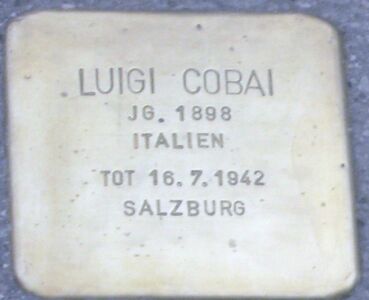 LUIGI COBAI
JG. 1898
ITALIEN
TOT 16.7.1942
SALZBURG